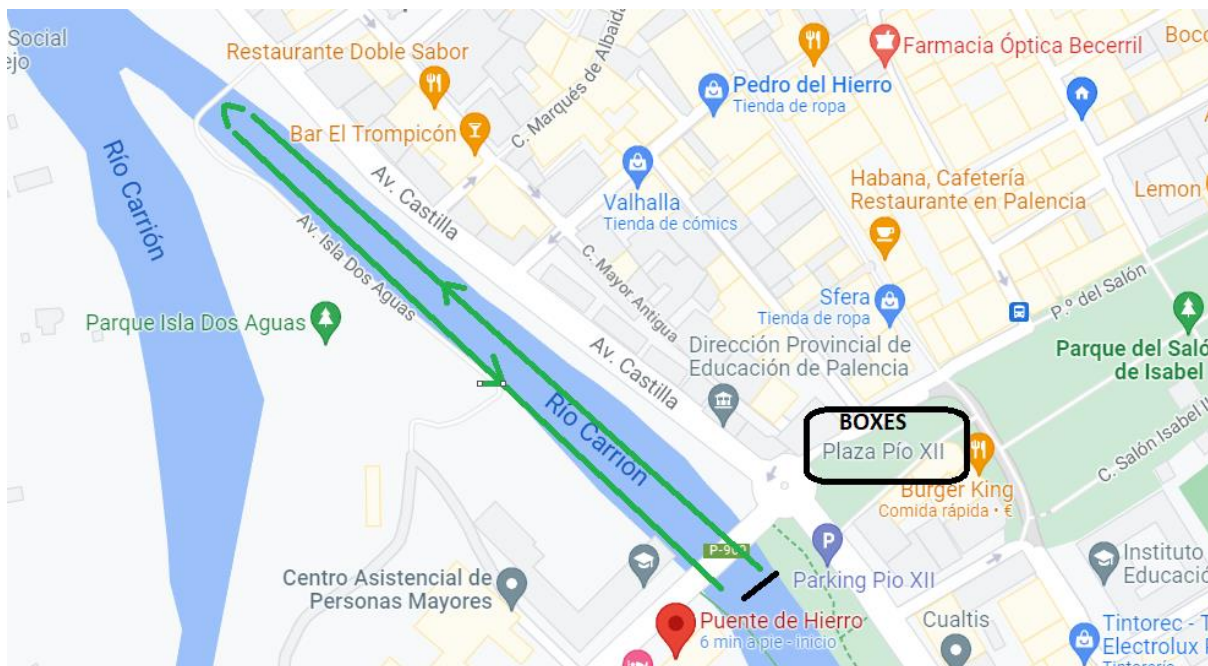 Social
ejo
Restaurante Doble Sabor
Bar El Trompicón
C. Marqués de Albaida
Farmacia Óptica Becerril
Pedro del Hierro
Tienda de ropa
Río Carrión
Av. Castilla
Valhalla
Tienda de cómics
Habana, Cafetería
Restaurante en Palencia
Lemon
Av. Isla Dos Aguas
C. Mayor Antigua
Parque Isla Dos Aguas
Sfera
Tienda de ropa
P.º del Salón
Dirección Provincial de
Educación de Palencia
Parque del Saló
de Isabel
Av. Castilla
Río Carrión
BOXES
Plaza Pío XII
C. Salón Isabel II
Burger King
Comida rápida • €
Parking Pio XII
Instituto
Educació
Centro Asistencial de
Personas Mayores
Puente de Hierro
6 min a pie - inicio
Cualtis
Tintorec - T
Electrolux